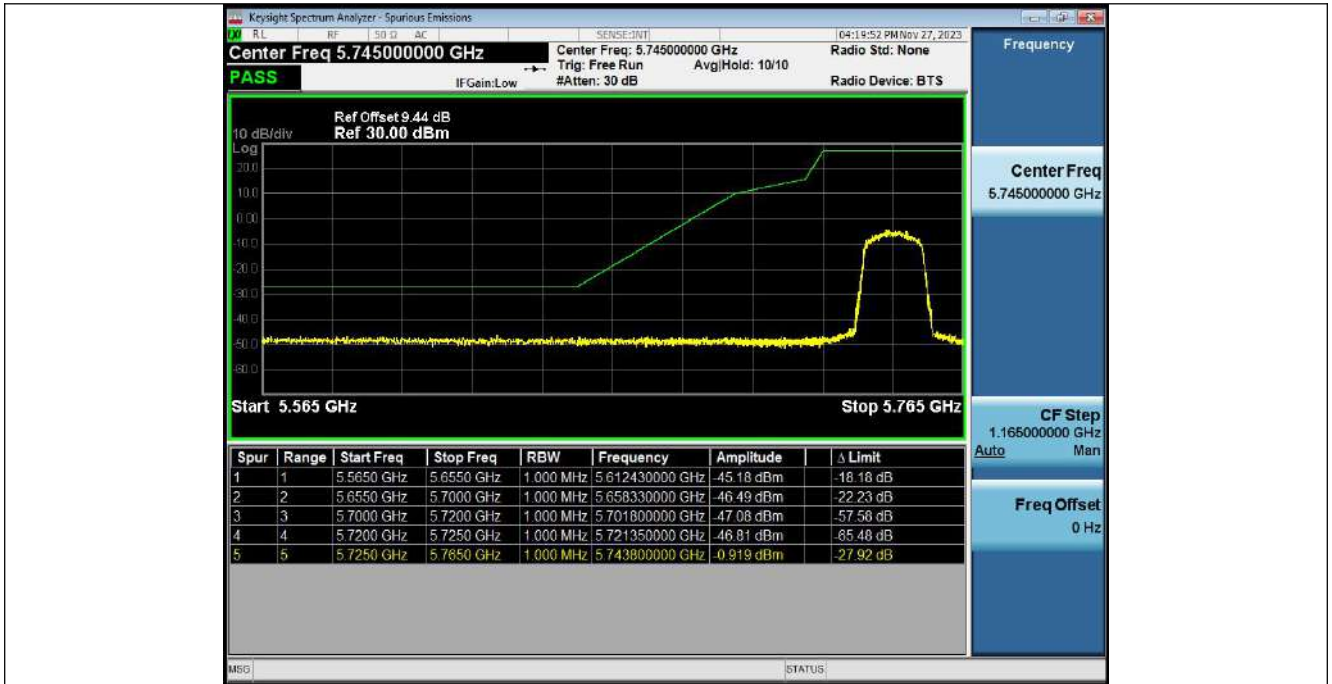 Keysight Spectrum Analyzer - Spurious Emissions
RL RF 50 Ω AC SENSE:INT 04:19:52 PM Nov 27, 2023
Center Freq 5.745000000 GHz Center Freq: 5.745000000 GHz Radio Std: None Frequency
Trig: Free Run Avg|Hold: 10/10
PASS IFGain:Low #Atten: 30 dB Radio Device: BTS
Ref Offset 9.44 dB
10 dB/div Ref 30.00 dBm
Log
20.0
10.0
0.00
-10.0
-20.0
-30.0
-40.0
-50.0
-60.0
Start 5.565 GHz Stop 5.765 GHz
Center Freq
5.745000000 GHz
CF Step
1.165000000 GHz
Auto Man
Freq Offset
0 Hz
Spur Range Start Freq Stop Freq RBW Frequency Amplitude Δ Limit
1 1 5.5650 GHz 5.6550 GHz 1.000 MHz 5.612430000 GHz -45.18 dBm -18.18 dB
2 2 5.6550 GHz 5.7000 GHz 1.000 MHz 5.658330000 GHz -46.49 dBm -22.23 dB
3 3 5.7000 GHz 5.7200 GHz 1.000 MHz 5.701800000 GHz -47.08 dBm -57.58 dB
4 4 5.7200 GHz 5.7250 GHz 1.000 MHz 5.721350000 GHz -46.81 dBm -65.48 dB
5 5 5.7250 GHz 5.7650 GHz 1.000 MHz 5.743800000 GHz -0.919 dBm -27.92 dB
MSG STATUS